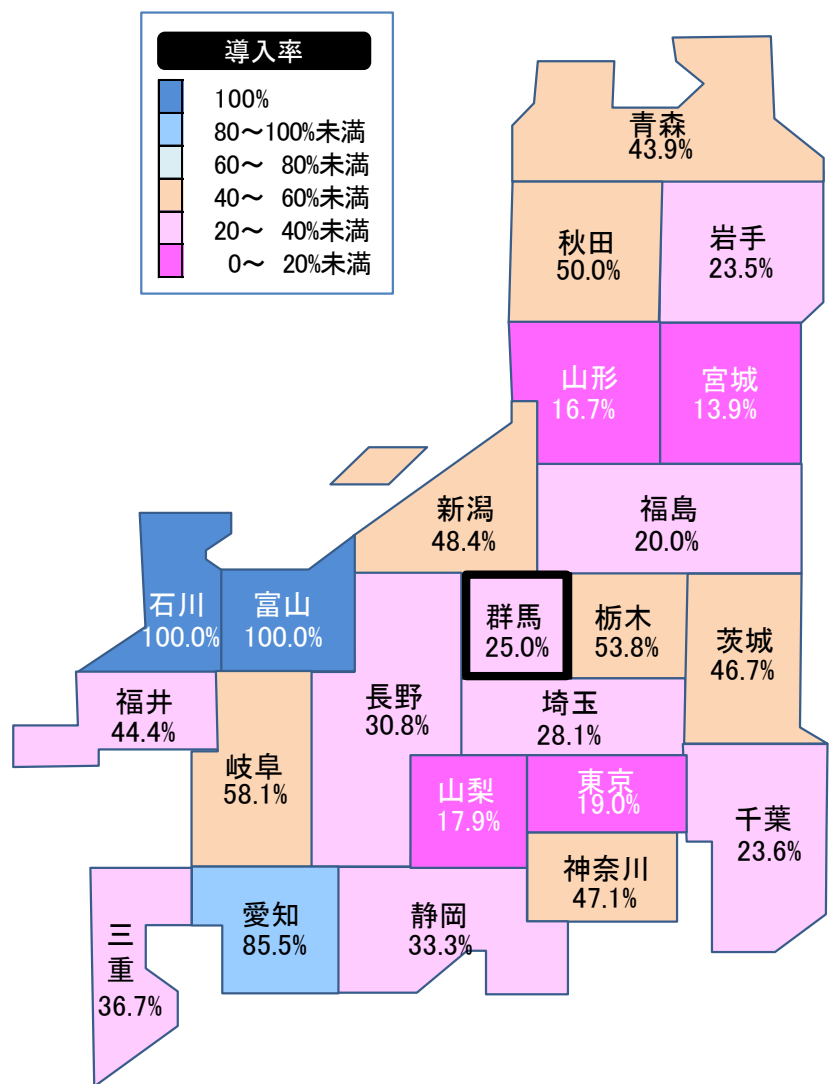 導入率
100%
80～100%未満
60～ 80%未満
40～ 60%未満
20～ 40%未満
0～ 20%未満
青森
43.9%
秋田
50.0%
岩手
23.5%
山形
16.7%
宮城
13.9%
新潟
48.4%
福島
20.0%
石川
100.0%
富山
100.0%
群馬
25.0%
栃木
53.8%
茨城
46.7%
福井
44.4%
長野
30.8%
埼玉
28.1%
岐阜
58.1%
山梨
17.9%
東京
19.0%
千葉
23.6%
神奈川
47.1%
三重
36.7%
愛知
85.5%
静岡
33.3%